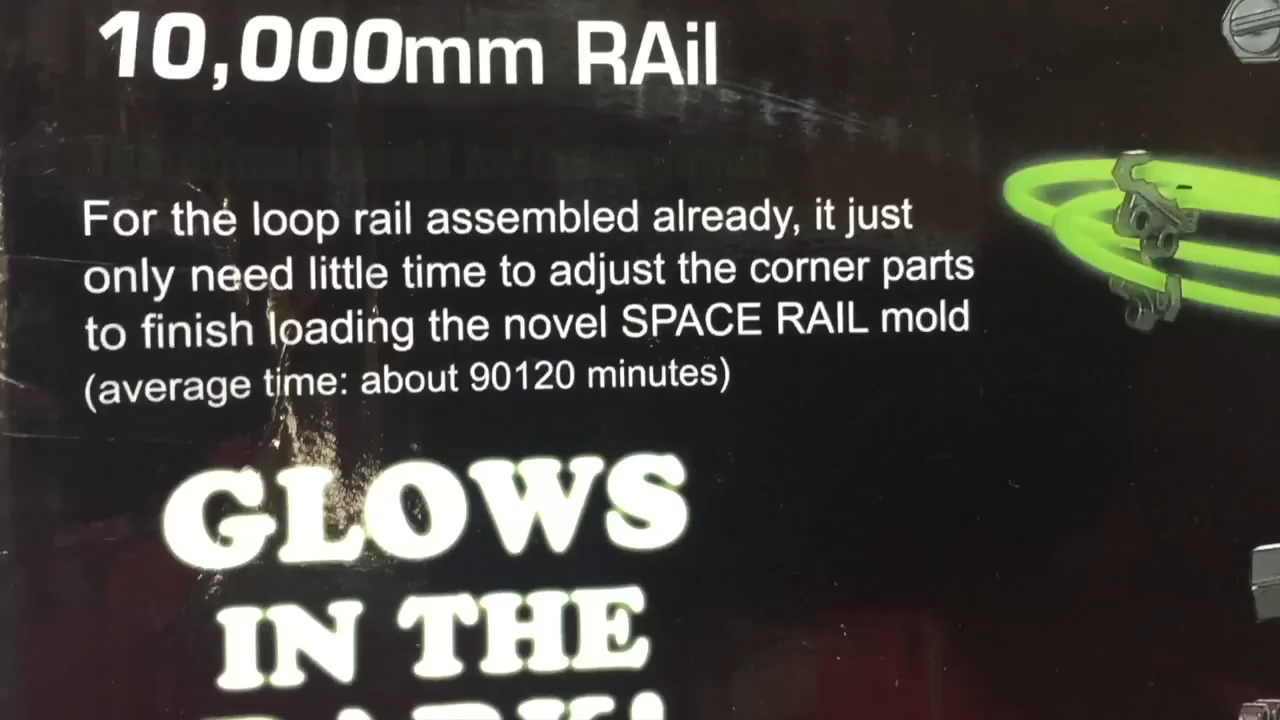 10,000mm RAil
For the loop rail assembled already, it just
only need little time to adjust the corner parts
to finish loading the novel SPACE RAIL mold
(average time: about 90120 minutes)
GLOWS
IN THE
DARK!